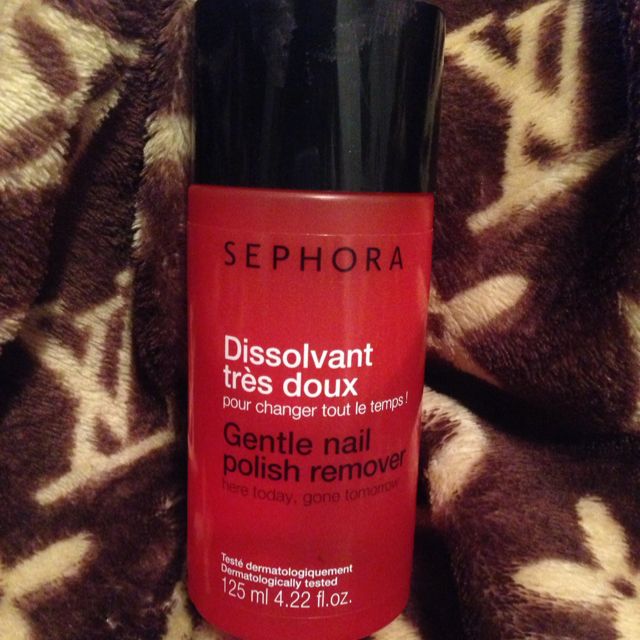 SEPHORA
Dissolvant
très doux
pour changer tout le temps !
Gentle nail
polish remover
here today, gone tomorrow
Testé dermatologiquement
Dermatologically tested
125 ml 4.22 fl.oz.